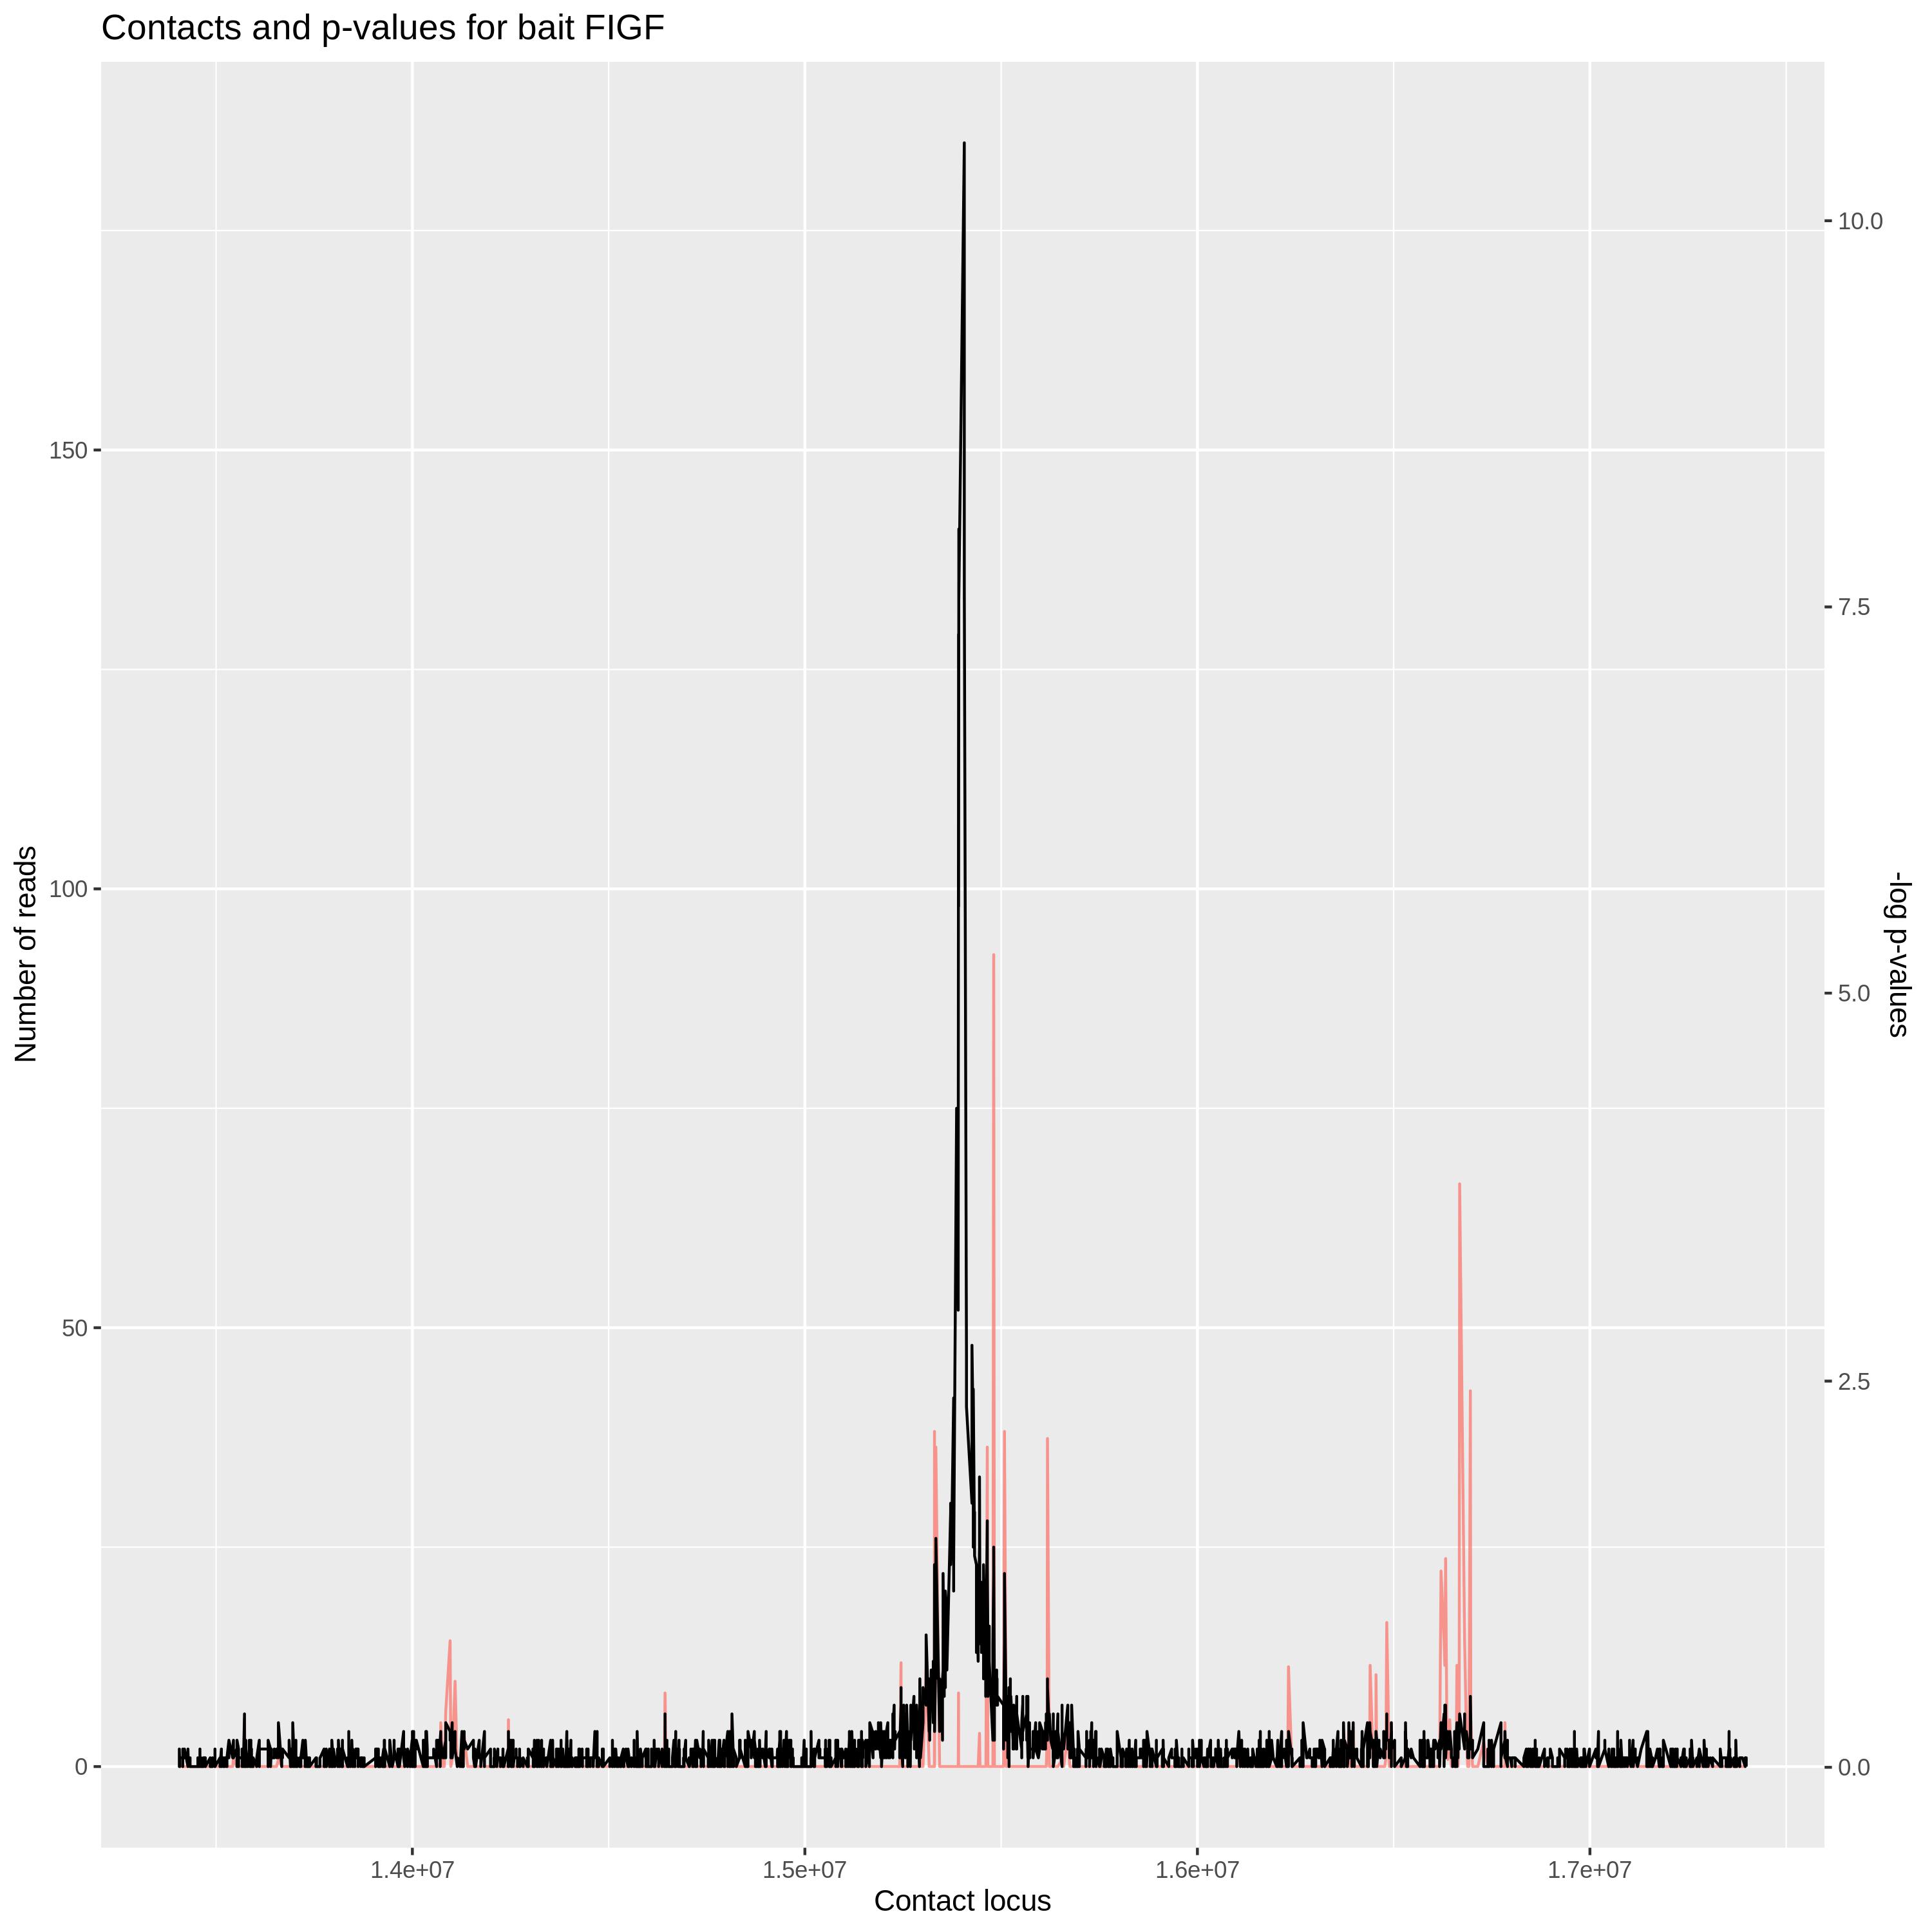 Contacts and p-values for bait FIGF
Number of reads
150
100
50
0
10.0
7.5
5.0
2.5
0.0
-log p-values
1.4e+07 1.5e+07 1.6e+07 1.7e+07
Contact locus